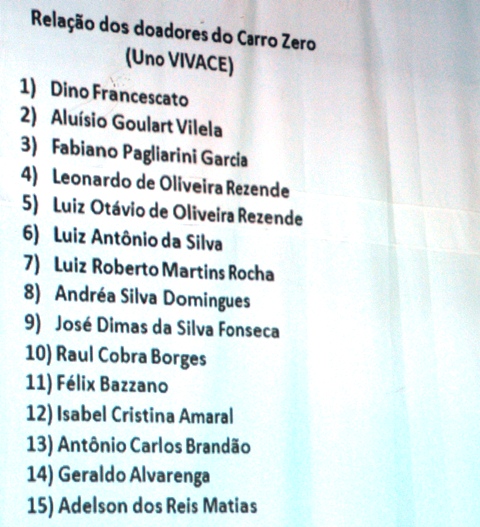 Relação dos doadores do Carro Zero
(Uno VIVACE)
1) Dino Francescato
2) Aluísio Goulart Vilela
3) Fabiano Pagliarini Garcia
4) Leonardo de Oliveira Rezende
5) Luiz Otávio de Oliveira Rezende
6) Luiz Antônio da Silva
7) Luiz Roberto Martins Rocha
8) Andréa Silva Domingues
9) José Dimas da Silva Fonseca
10) Raul Cobra Borges
11) Félix Bazzano
12) Isabel Cristina Amaral
13) Antônio Carlos Brandão
14) Geraldo Alvarenga
15) Adelson dos Reis Matias